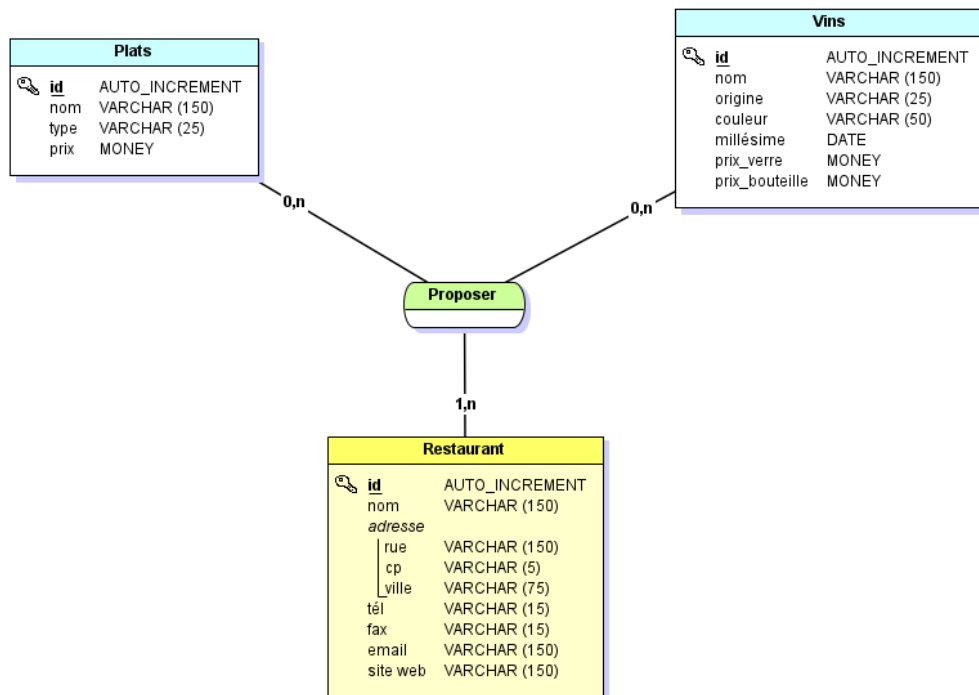 Plats
id AUTO_INCREMENT
nom VARCHAR (150)
type VARCHAR (25)
prix MONEY
Vins
id AUTO_INCREMENT
nom VARCHAR (150)
origine VARCHAR (25)
couleur VARCHAR (50)
millésime DATE
prix_verre MONEY
prix_bouteille MONEY
0,n
0,n
Proposer
1,n
Restaurant
id AUTO_INCREMENT
nom VARCHAR (150)
adresse
rue VARCHAR (150)
cp VARCHAR (5)
ville VARCHAR (75)
tél VARCHAR (15)
fax VARCHAR (15)
email VARCHAR (150)
site web VARCHAR (150)